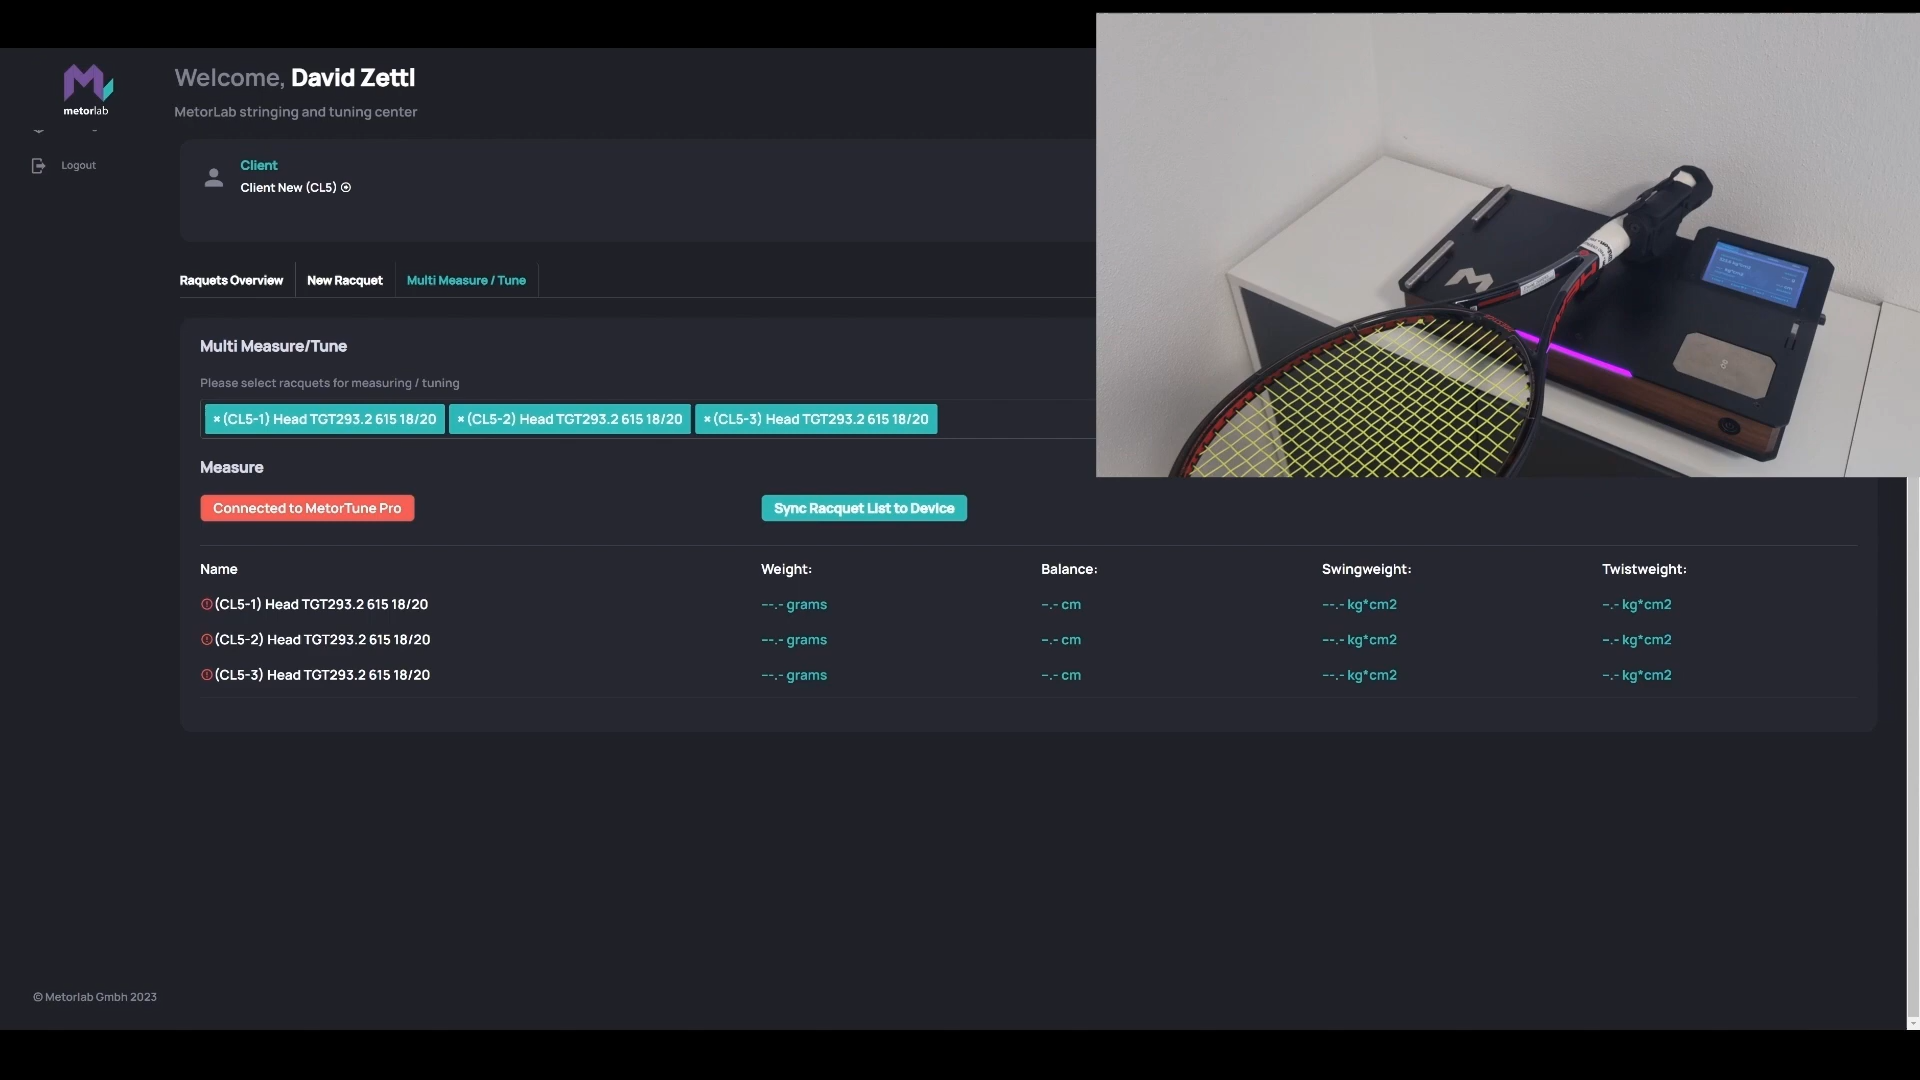 metorlab
Welcome, David Zettl
MetorLab stringing and tuning center
Logout
Client
Client New (CL5)
Raquets Overview
New Racquet
Multi Measure / Tune
Multi Measure/Tune
Please select racquets for measuring / tuning
× (CL5-1) Head TGT293.2 615 18/20
× (CL5-2) Head TGT293.2 615 18/20
× (CL5-3) Head TGT293.2 615 18/20
Measure
Connected to MetorTune Pro
Sync Racquet List to Device
Name Weight: Balance: Swingweight: Twistweight:
(CL5-1) Head TGT293.2 615 18/20 --.- grams -.- cm --.- kg*cm2 -.- kg*cm2
(CL5-2) Head TGT293.2 615 18/20 --.- grams -.- cm --.- kg*cm2 -.- kg*cm2
(CL5-3) Head TGT293.2 615 18/20 --.- grams -.- cm --.- kg*cm2 -.- kg*cm2
© Metorlab Gmbh 2023